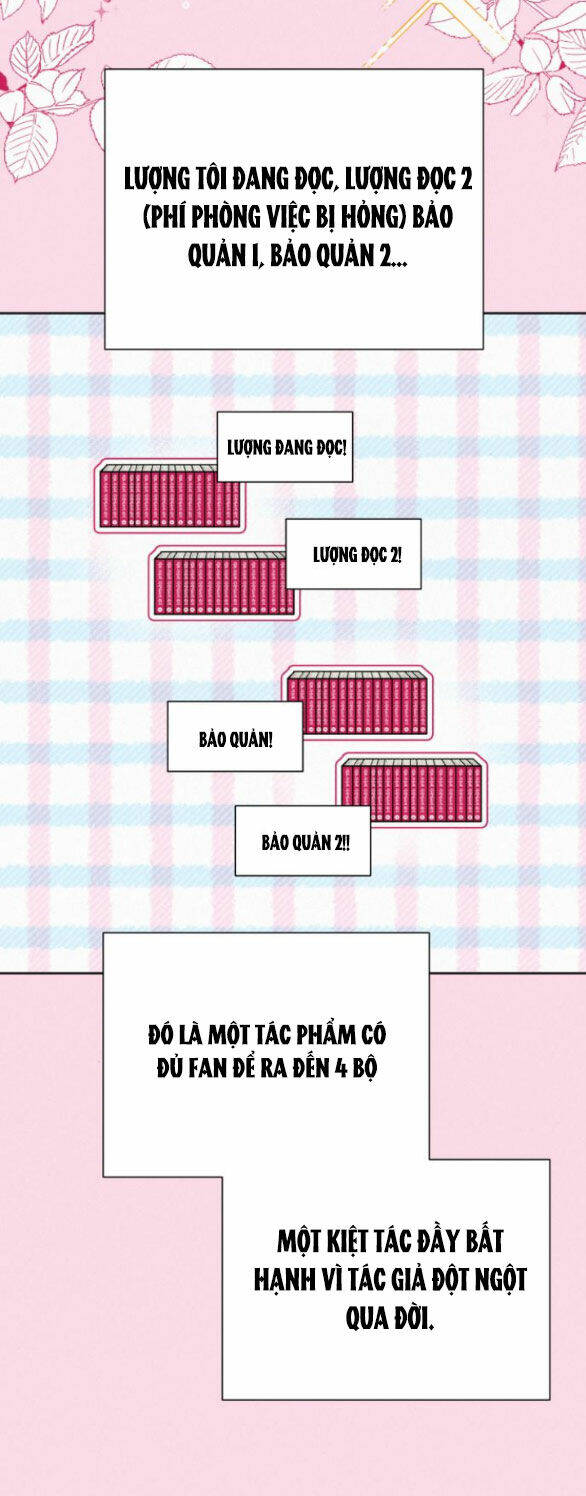 LƯỢNG TÔI ĐANG ĐỌC, LƯỢNG ĐỌC 2
(PHÍ PHÒNG VIỆC BỊ HỎNG) BẢO
QUẢN 1, BẢO QUẢN 2...
LƯỢNG ĐANG ĐỌC!
LƯỢNG ĐỌC 2!
BẢO QUẢN!
BẢO QUẢN 2!!
ĐÓ LÀ MỘT TÁC PHẨM CÓ
ĐỦ FAN ĐỂ RA ĐẾN 4 BỘ
MỘT KIỆT TÁC ĐẦY BẤT
HẠNH VÌ TÁC GIẢ ĐỘT NGỘT
QUA ĐỜI.